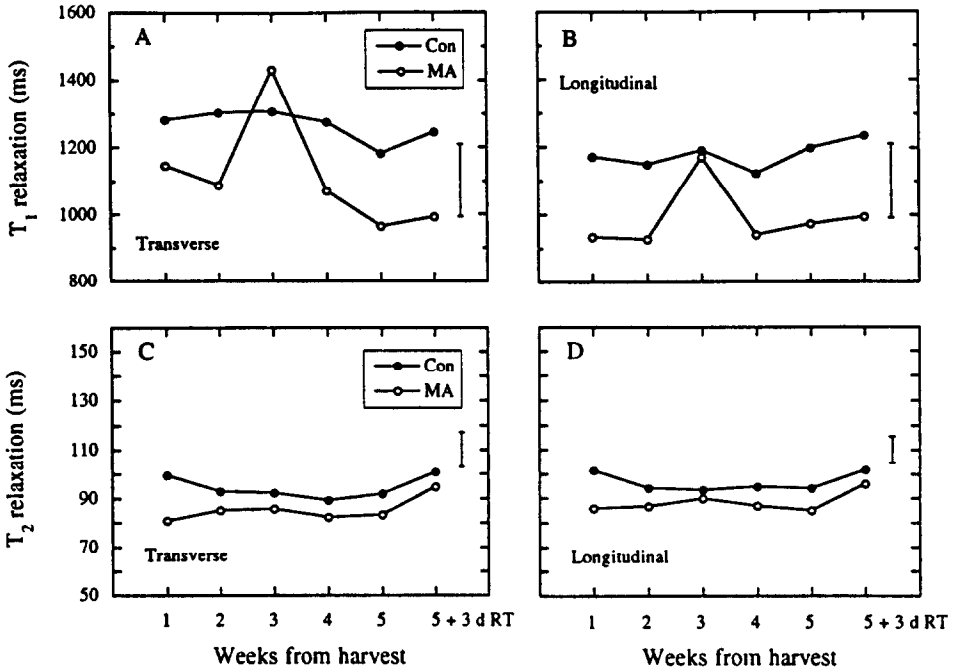 A
B
Con
MA
Transverse
Longitudinal
T1 relaxation (ms)
1600
1400
1200
1000
800
C
D
Con
MA
Transverse
Longitudinal
T2 relaxation (ms)
150
130
110
90
70
50
1 2 3 4 5 5 + 3 d RT
1 2 3 4 5 5 + 3 d RT
Weeks from harvest
Weeks from harvest